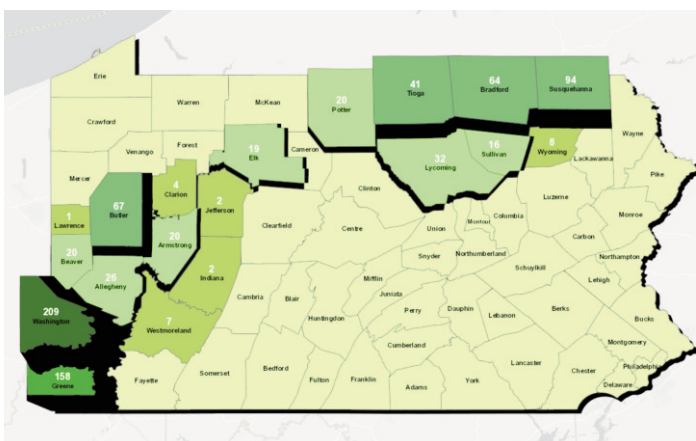 Erie
Crawford
Warren
McKean
20
Potter
41
Tioga
64
Bradford
94
Susquehanna
Wayne
Forest
Venango
19
Elk
Cameron
32
Lycoming
16
Sullivan
8
Wyoming
Lackawanna
Pike
Mercer
4
Clarion
Clinton
67
Butler
2
Jefferson
Luzerne
1
Lawrence
Clearfield
Centre
Union
Montour
Columbia
Monroe
Carbon
20
Armstrong
20
Beaver
Snyder
Northumberland
Northampton
2
Indiana
Schuylkill
Lehigh
26
Allegheny
Mifflin
Juniata
Cambria
Blair
Huntingdon
Perry
Dauphin
Lebanon
Berks
Bucks
209
Washington
7
Westmoreland
Cumberland
Montgomery
158
Greene
Fayette
Somerset
Bedford
Fulton
Franklin
Adams
York
Lancaster
Chester
Philadelphia
Delaware